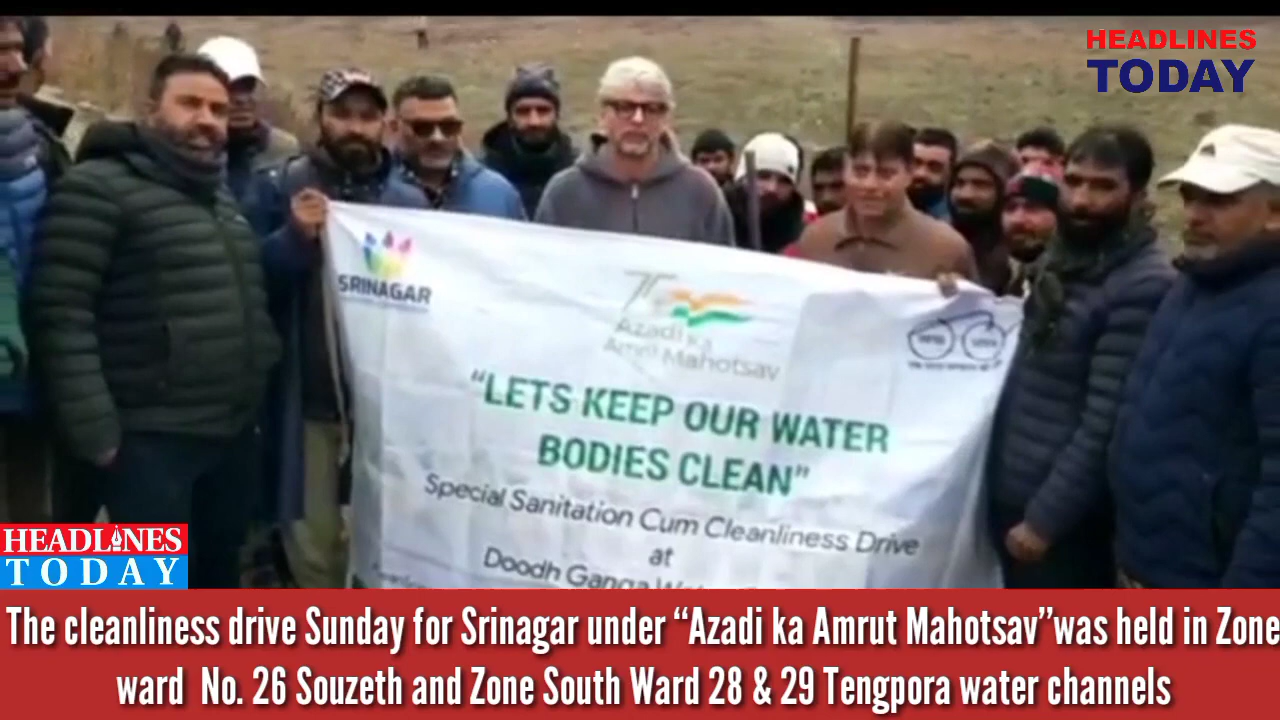 HEADLINES
TODAY
SRINAGAR
75
Azadi Ka
Amrit Mahotsav
“LETS KEEP OUR WATER
BODIES CLEAN”
Special Sanitation Cum Cleanliness Drive
at
Doodh Ganga
HEADLINES
TODAY
The cleanliness drive Sunday for Srinagar under “Azadi ka Amrut Mahotsav”was held in Zone
ward No. 26 Souzeth and Zone South Ward 28 & 29 Tengpora water channels